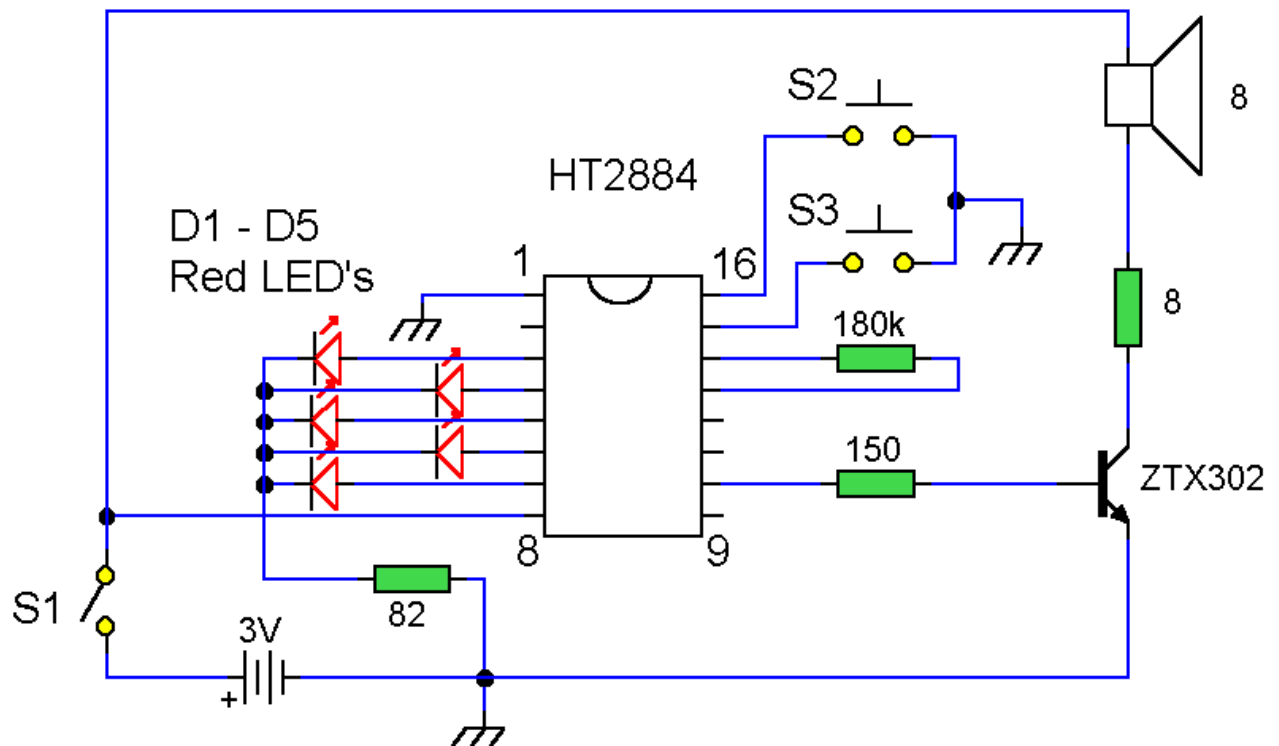 S2
8
HT2884
S3
D1 - D5
Red LED's
1
16
180k
8
150
ZTX302
8
9
S1
82
3V
+